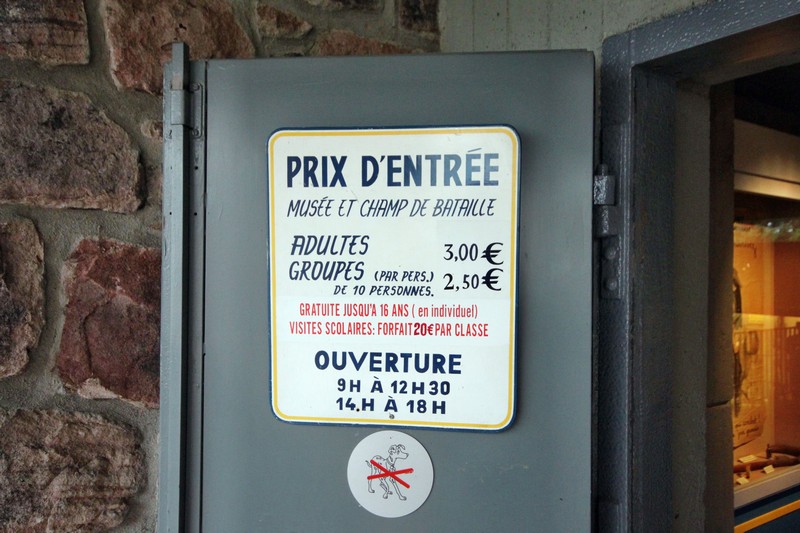 PRIX D'ENTRÉE
MUSÉE ET CHAMP DE BATAILLE
ADULTES 3,00 €
GROUPES (PAR PERS.) 2,50 €
DE 10 PERSONNES.
GRATUITE JUSQU'A 16 ANS ( en individuel)
VISITES SCOLAIRES: FORFAIT 20€ PAR CLASSE
OUVERTURE
9H À 12H30
14.H À 18H